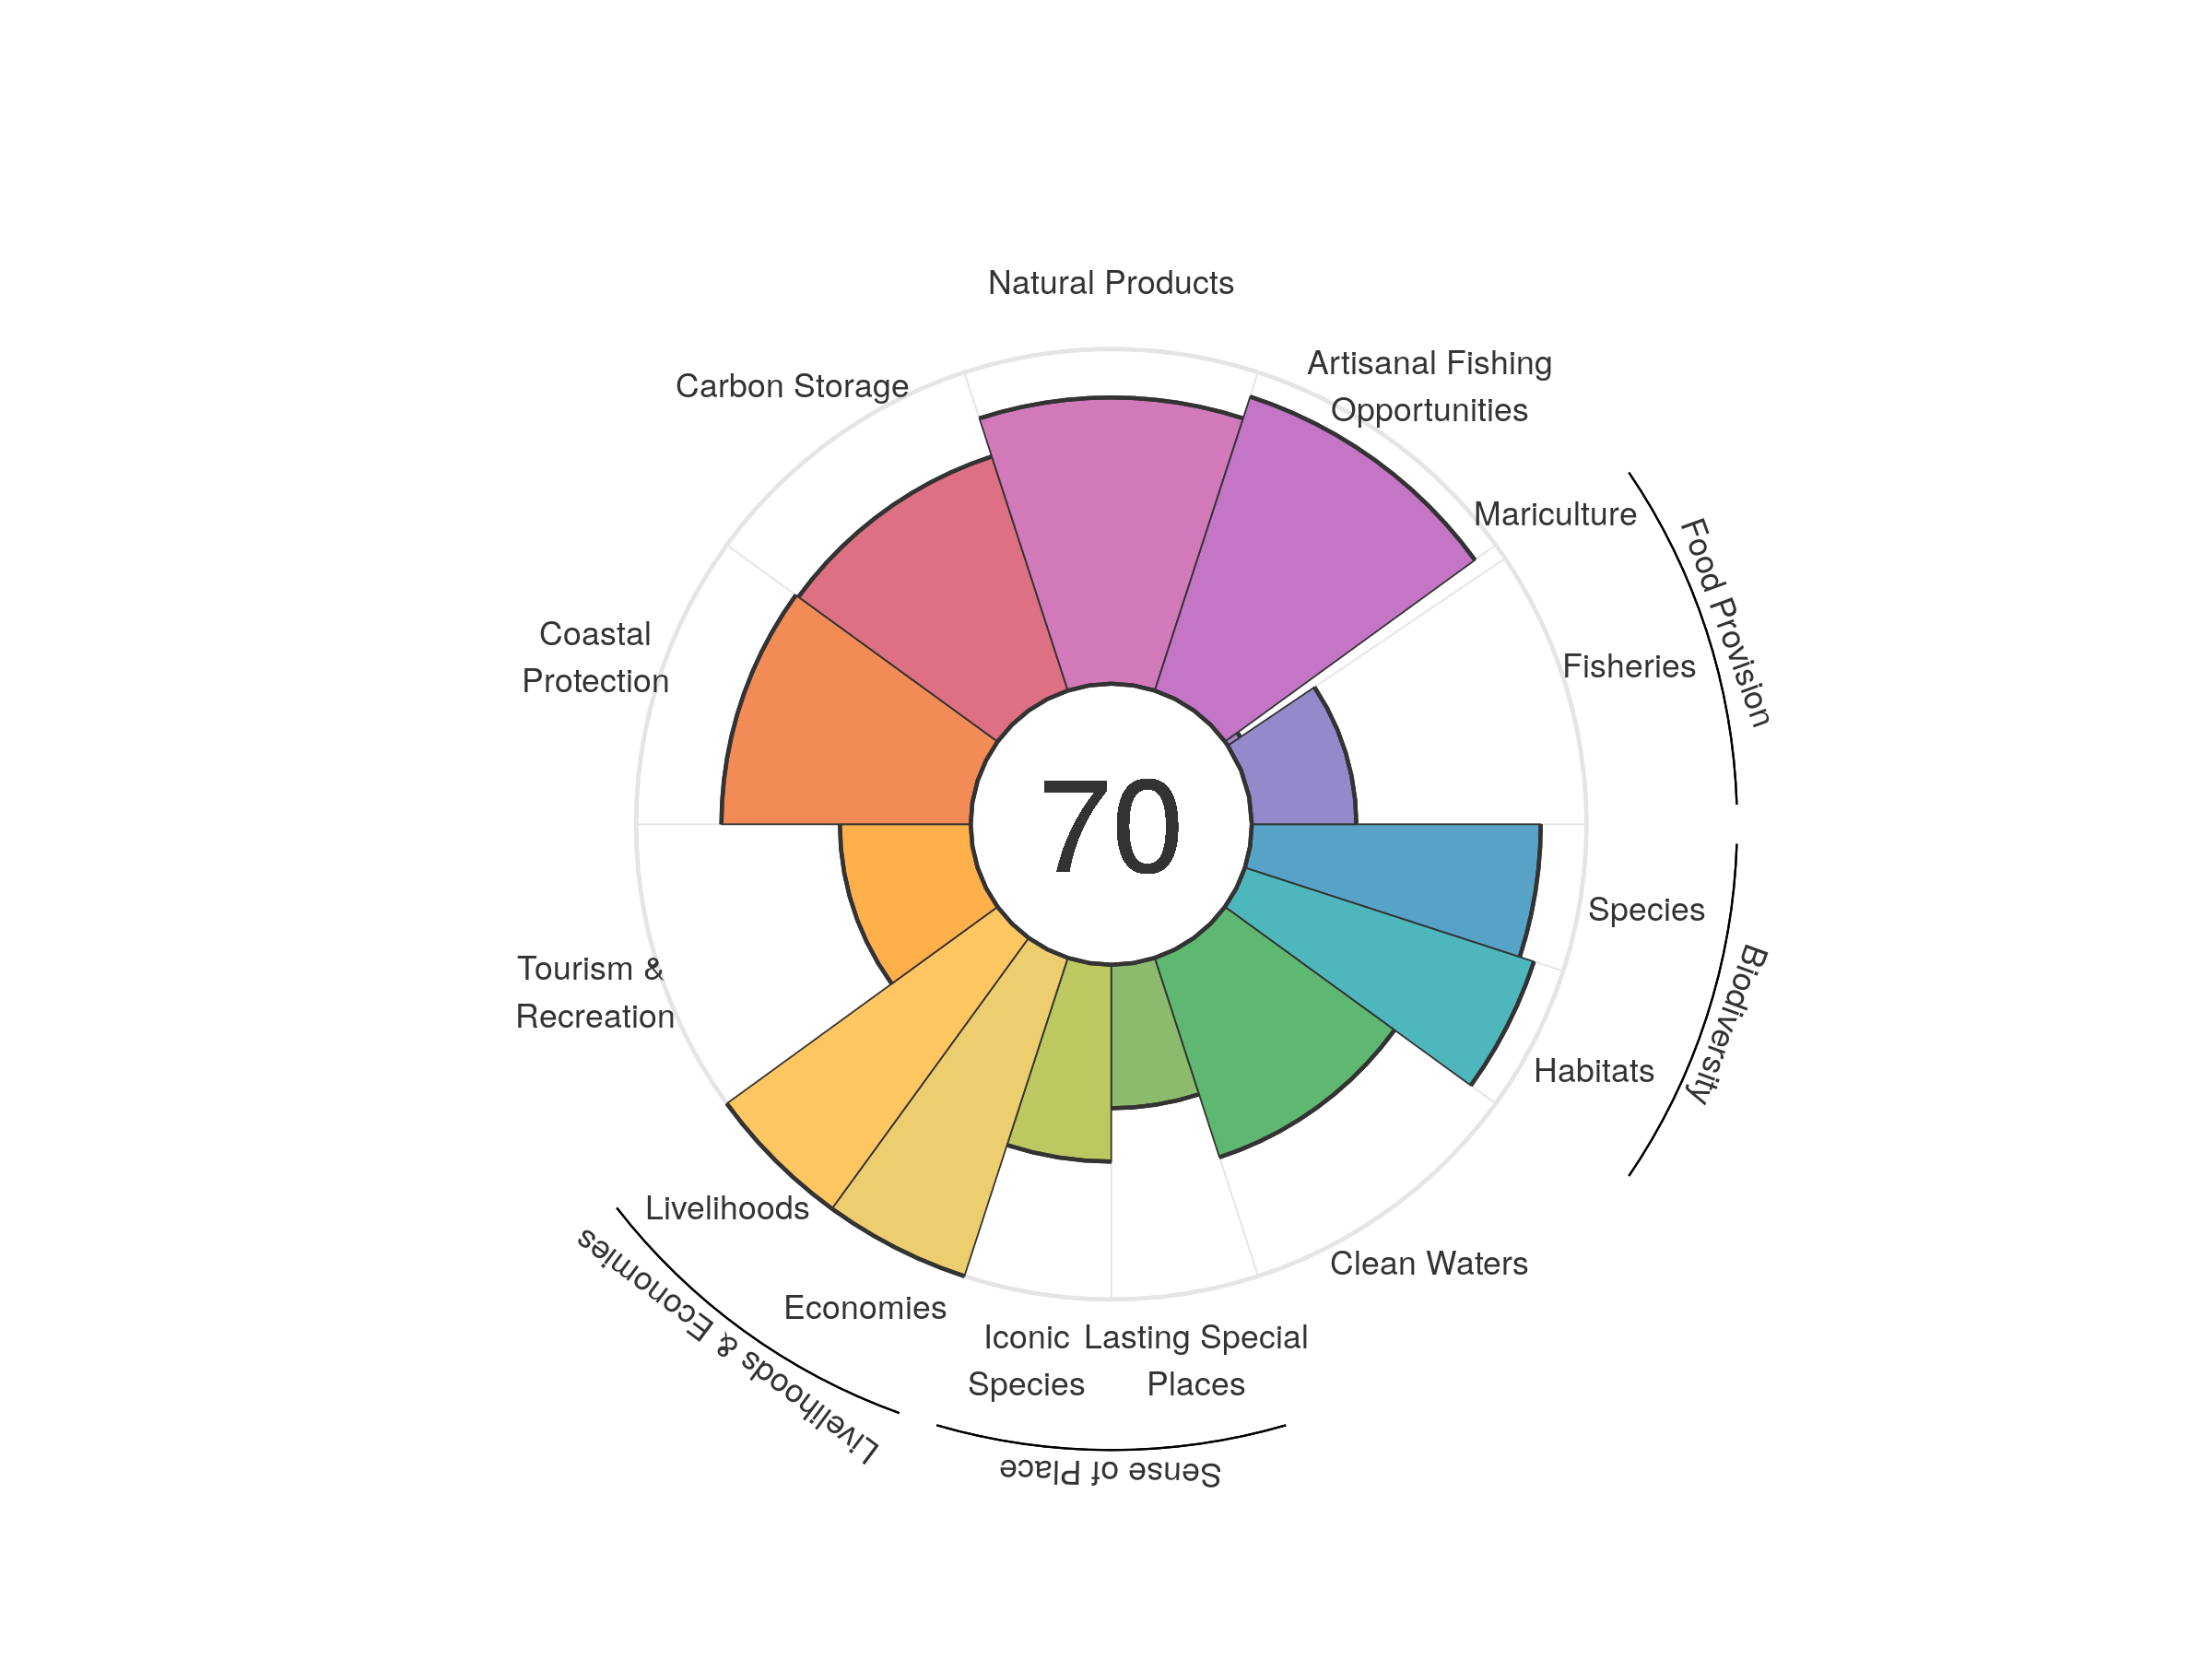 Natural Products
Artisanal Fishing
Opportunities
Carbon Storage
Mariculture
Food Provision
Coastal
Protection
Fisheries
70
Species
Biodiversity
Tourism &
Recreation
Habitats
Livelihoods
Clean Waters
Economies
Livelihoods & Economies
Iconic
Species
Lasting Special
Places
Sense of Place